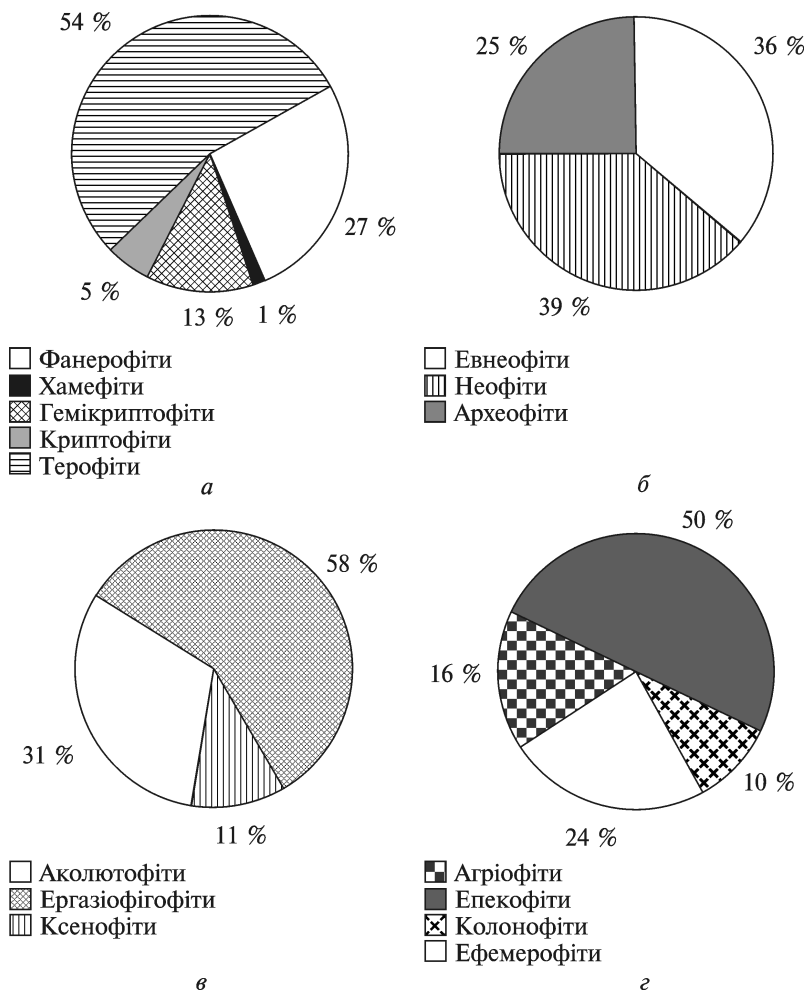 54 %
27 %
5 %
13 %
1 %
Фанерофіти
Хамефіти
Гемікриптофіти
Криптофіти
Терофіти
а
25 %
36 %
39 %
Евнеофіти
Неофіти
Археофіти
б
58 %
31 %
11 %
Аколютофіти
Ергазіофігофіти
Ксенофіти
в
50 %
16 %
10 %
24 %
Агріофіти
Епекофіти
Колонофіти
Ефемерофіти
г